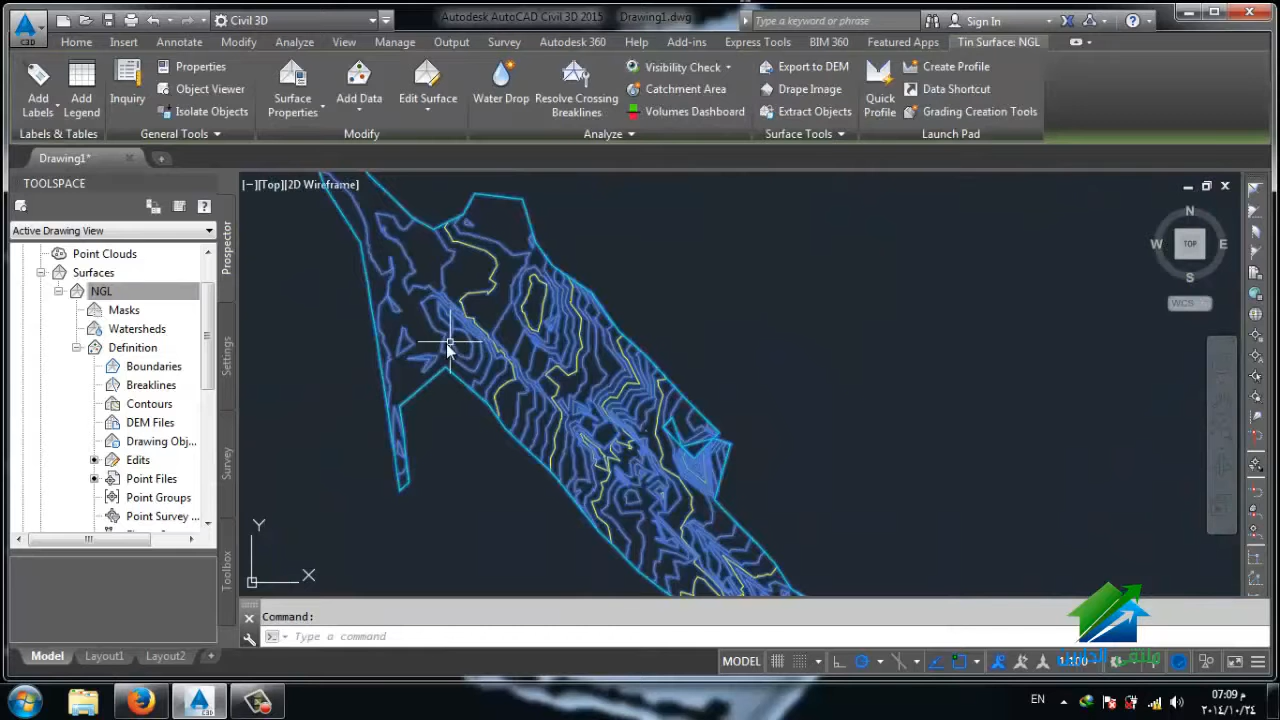 Civil 3D
Autodesk AutoCAD Civil 3D 2015 Drawing1.dwg
Type a keyword or phrase
Sign In
C3D
Home Insert Annotate Modify Analyze View Manage Output Survey Autodesk 360 Help Add-ins Express Tools BIM 360 Featured Apps Tin Surface: NGL
Add Labels
Add Legend
Inquiry
Properties
Object Viewer
Isolate Objects
Surface Properties
Add Data
Edit Surface
Water Drop
Resolve Crossing Breaklines
Visibility Check
Catchment Area
Volumes Dashboard
Export to DEM
Drape Image
Extract Objects
Quick Profile
Create Profile
Data Shortcut
Grading Creation Tools
Labels & Tables General Tools Modify Analyze Surface Tools Launch Pad
Drawing1*
TOOLSPACE
Active Drawing View
Point Clouds
Surfaces
NGL
Masks
Watersheds
Definition
Boundaries
Breaklines
Contours
DEM Files
Drawing Obj...
Edits
Point Files
Point Groups
Point Survey ...
Prospector
Settings
Survey
Toolbox
[−][Top][2D Wireframe]
N
W TOP E
S
WCS
Y
X
Command:
Type a command
Model Layout1 Layout2
MODEL
ملتقى الدارين
C3D
EN
07:09 م
٢٠١٤/١٠/٢٤